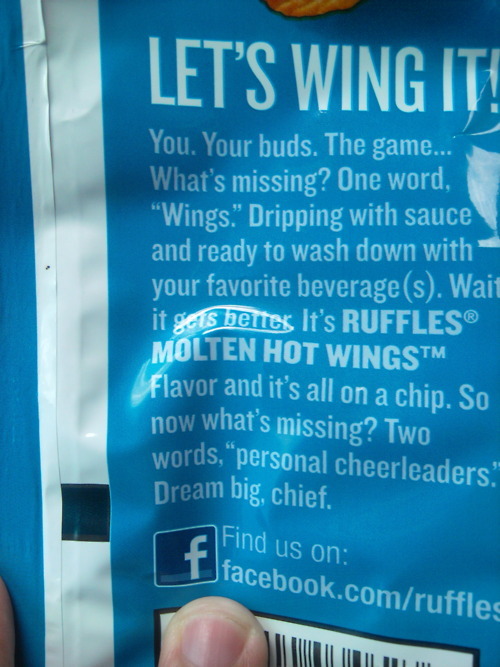 LET'S WING IT!
You. Your buds. The game...
What's missing? One word,
“Wings.” Dripping with sauce
and ready to wash down with
your favorite beverage(s). Wait
it gets better. It's RUFFLES®
MOLTEN HOT WINGS™
Flavor and it's all on a chip. So
now what's missing? Two
words, “personal cheerleaders.”
Dream big, chief.
f Find us on:
facebook.com/ruffles